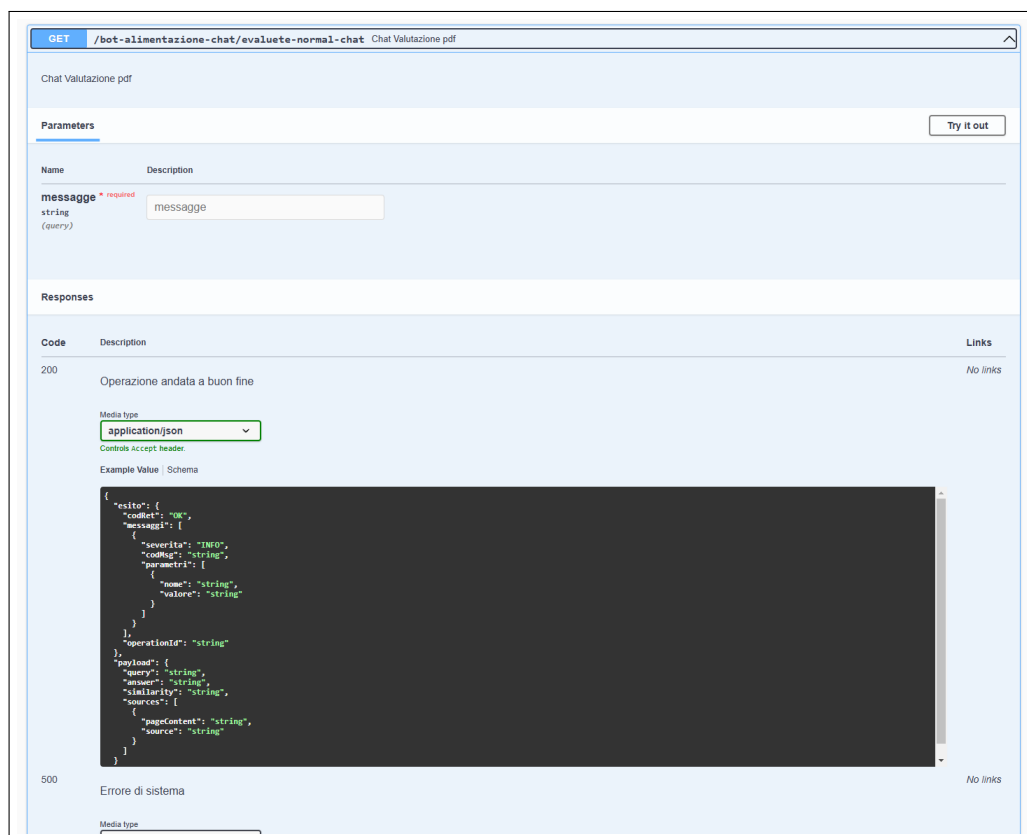 GET /bot-alimentazione-chat/evaluete-normal-chat Chat Valutazione pdf
Chat Valutazione pdf
Parameters
Try it out
Name Description
messagge * required
string
(query)
messagge
Responses
Code Description Links
200 No links
Operazione andata a buon fine
Media type
application/json
Controls Accept header.
Example Value | Schema
{
"esito": {
"codRet": "OK",
"messaggi": [
{
"severita": "INFO",
"codMsg": "string",
"parametri": [
{
"nome": "string",
"valore": "string"
}
]
}
],
"operationId": "string"
},
"payload": {
"query": "string",
"answer": "string",
"similarity": "string",
"sources": [
{
"pageContent": "string",
"source": "string"
}
]
}
500 No links
Errore di sistema
Media type